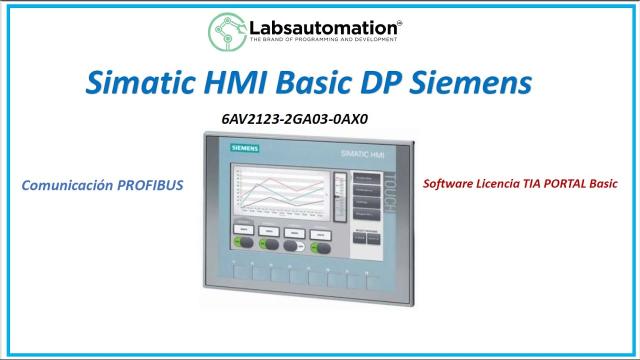 Labsautomation
THE BRAND OF PROGRAMMING AND DEVELOPMENT
Simatic HMI Basic DP Siemens
6AV2123-2GA03-0AX0
SIEMENS
SIMATIC HMI
TOUCH
Comunicación PROFIBUS
Software Licencia TIA PORTAL Basic